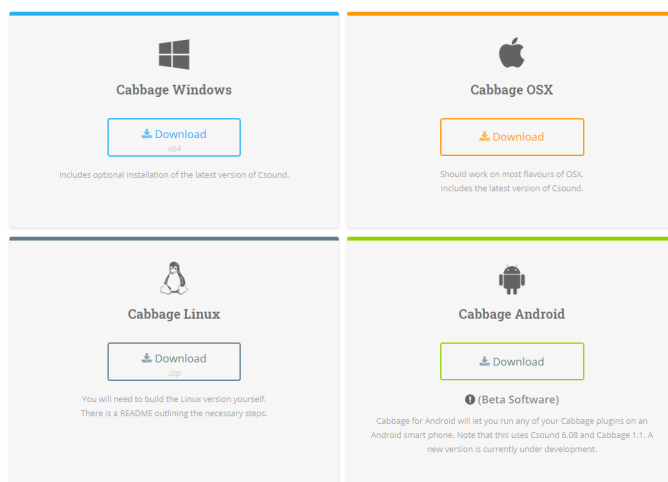 Cabbage Windows
Download
x64
Includes optional installation of the latest version of Csound.
Cabbage OSX
Download
Should work on most flavours of OSX.
Includes the latest version of Csound.
Cabbage Linux
Download
.zip
You will need to build the Linux version yourself.
There is a README outlining the necessary steps.
Cabbage Android
Download
(Beta Software)
Cabbage for Android will let you run any of your Cabbage plugins on an
Android smart phone. Note that this uses Csound 6.08 and Cabbage 1.1. A
new version is currently under development.